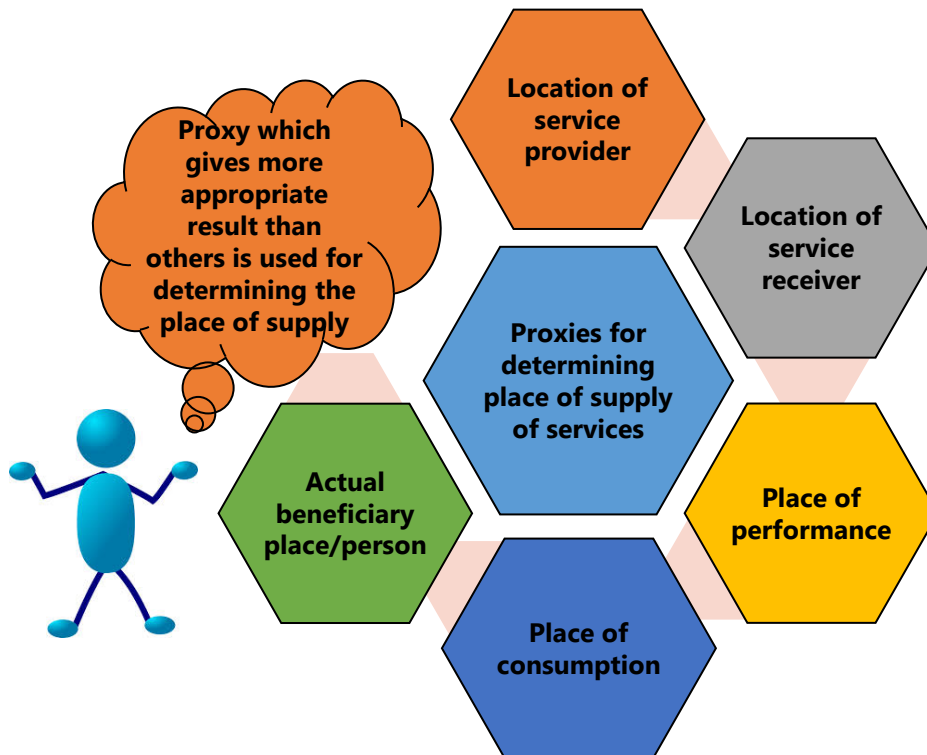 Proxy which
gives more
appropriate
result than
others is used for
determining the
place of supply
Location of
service
provider
Location of
service
receiver
Proxies for
determining
place of supply
of services
Actual
beneficiary
place/person
Place of
performance
Place of
consumption